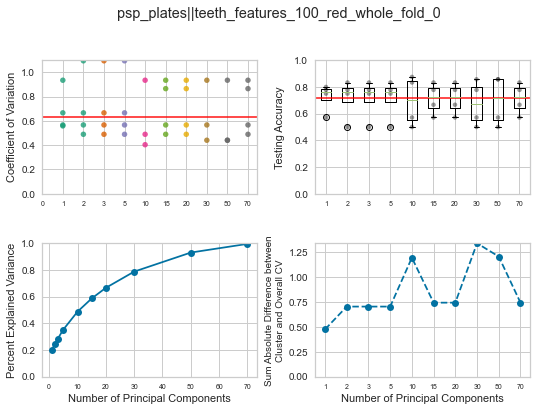 psp_plates||teeth_features_100_red_whole_fold_0
Coefficient of Variation
1.0
0.8
0.6
0.4
0.2
0.0
0 1 2 3 5 10 15 20 30 50 70
Testing Accuracy
1.0
0.8
0.6
0.4
0.2
0.0
1 2 3 5 10 15 20 30 50 70
Percent Explained Variance
1.0
0.8
0.6
0.4
0.2
0.0
0 10 20 30 40 50 60 70
Number of Principal Components
Sum Absolute Difference between
Cluster and Overall CV
1.25
1.00
0.75
0.50
0.25
0.00
1 2 3 5 10 15 20 30 50 70
Number of Principal Components